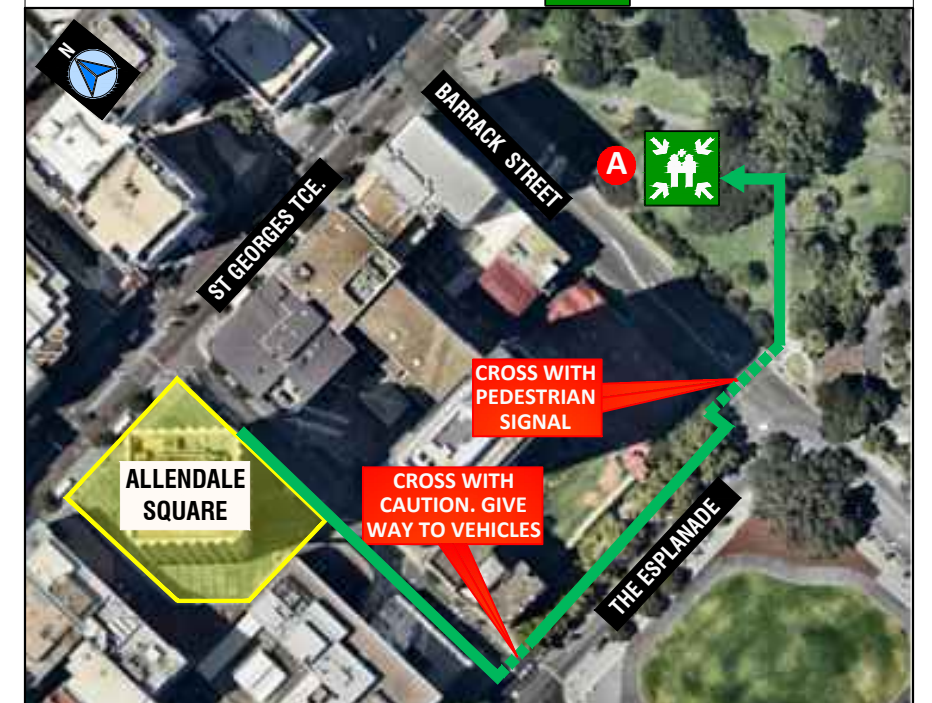 N
BARRACK STREET
A
ST GEORGES TCE.
CROSS WITH
PEDESTRIAN
SIGNAL
ALLENDALE
SQUARE
CROSS WITH
CAUTION. GIVE
WAY TO VEHICLES
THE ESPLANADE